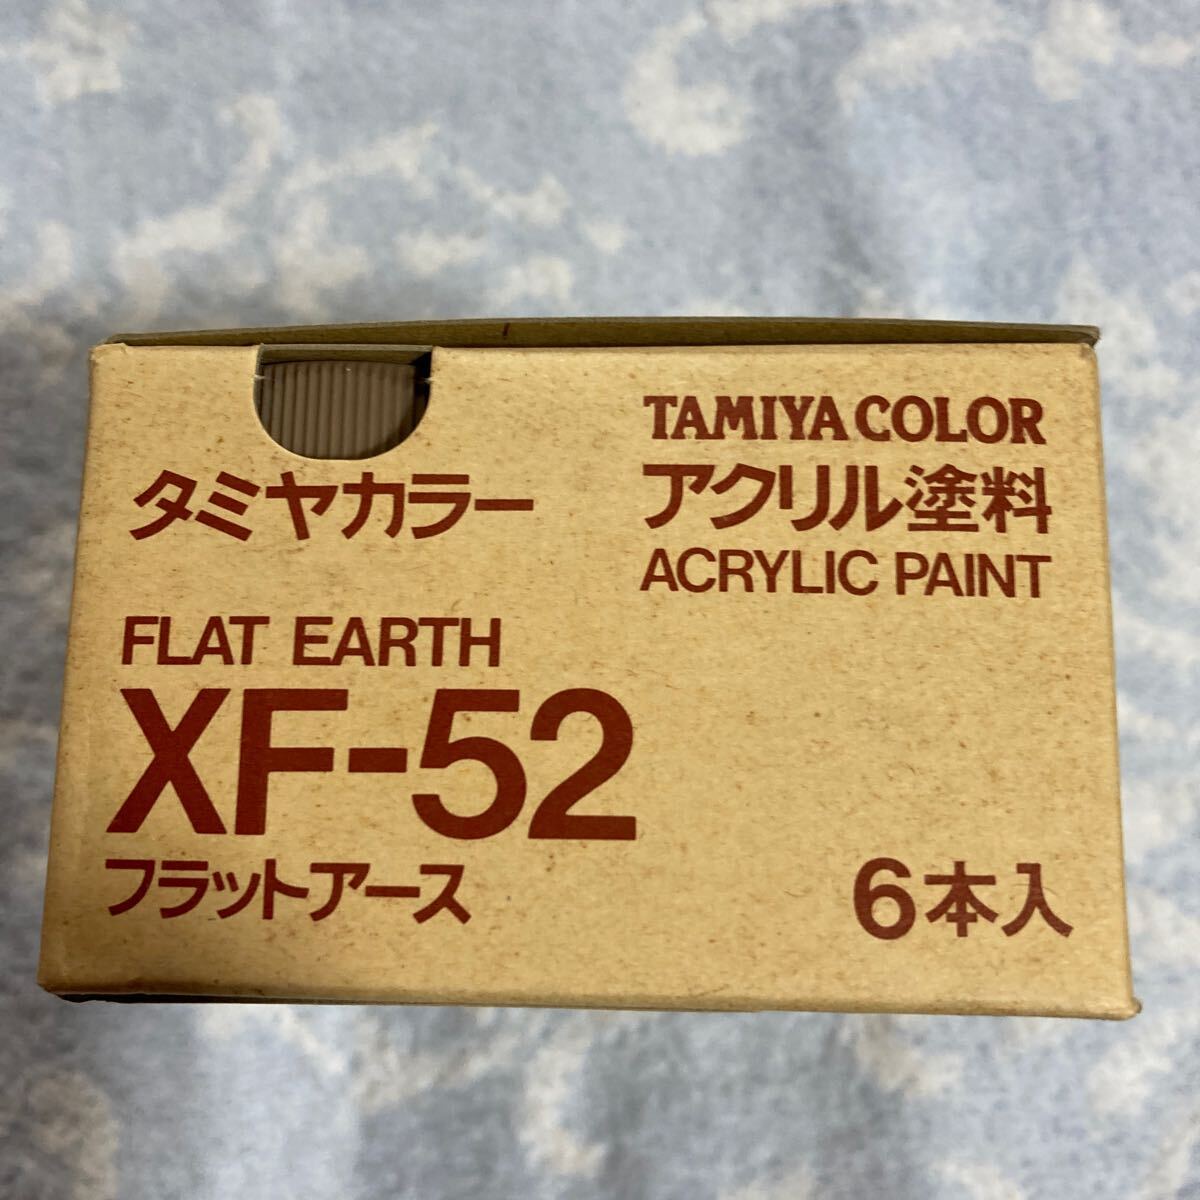 TAMIYA COLOR
タミヤカラー
アクリル塗料
ACRYLIC PAINT
FLAT EARTH
XF-52
フラットアース
6本入